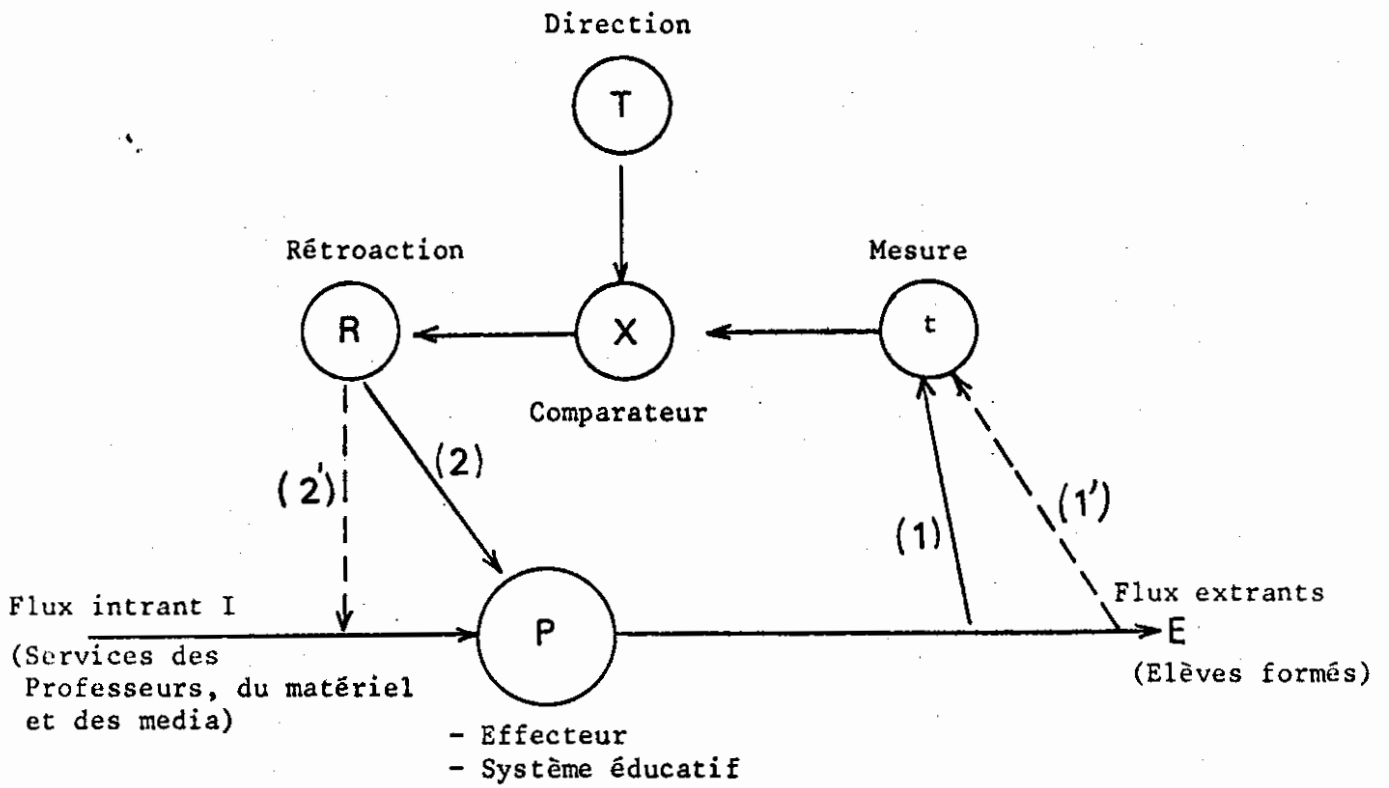 Direction
T
Rétroaction
Mesure
R
X
t
Comparateur
(2')
(2)
(1)
(1')
Flux intrant I
(Services des
Professeurs, du matériel
et des media)
P
Flux extrants
E
(Elèves formés)
- Effecteur
- Système éducatif